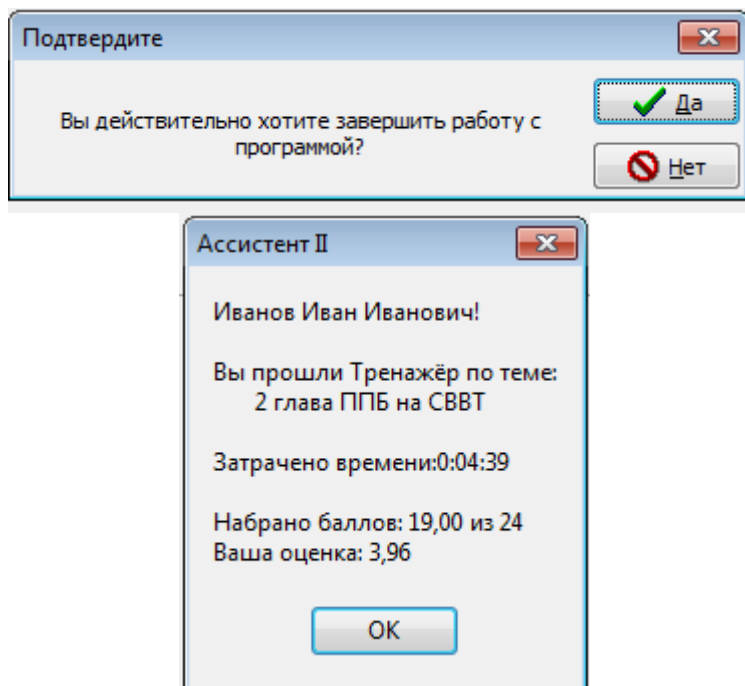 Подтвердите
Вы действительно хотите завершить работу с
программой?
Да
Нет
Ассистент II
Иванов Иван Иванович!
Вы прошли Тренажёр по теме:
2 глава ППБ на СВВТ
Затрачено времени:0:04:39
Набрано баллов: 19,00 из 24
Ваша оценка: 3,96
OK